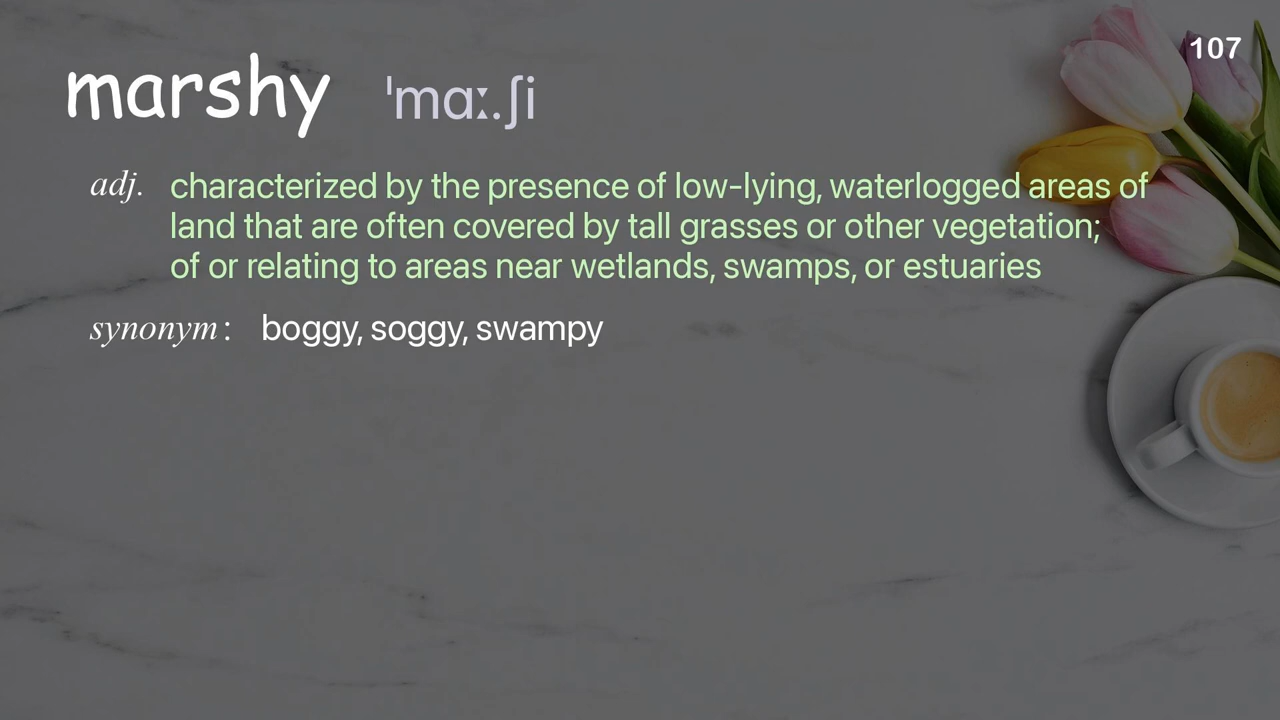 107
marshy ˈmɑː.ʃi
adj. characterized by the presence of low-lying, waterlogged areas of
land that are often covered by tall grasses or other vegetation;
of or relating to areas near wetlands, swamps, or estuaries
synonym: boggy, soggy, swampy